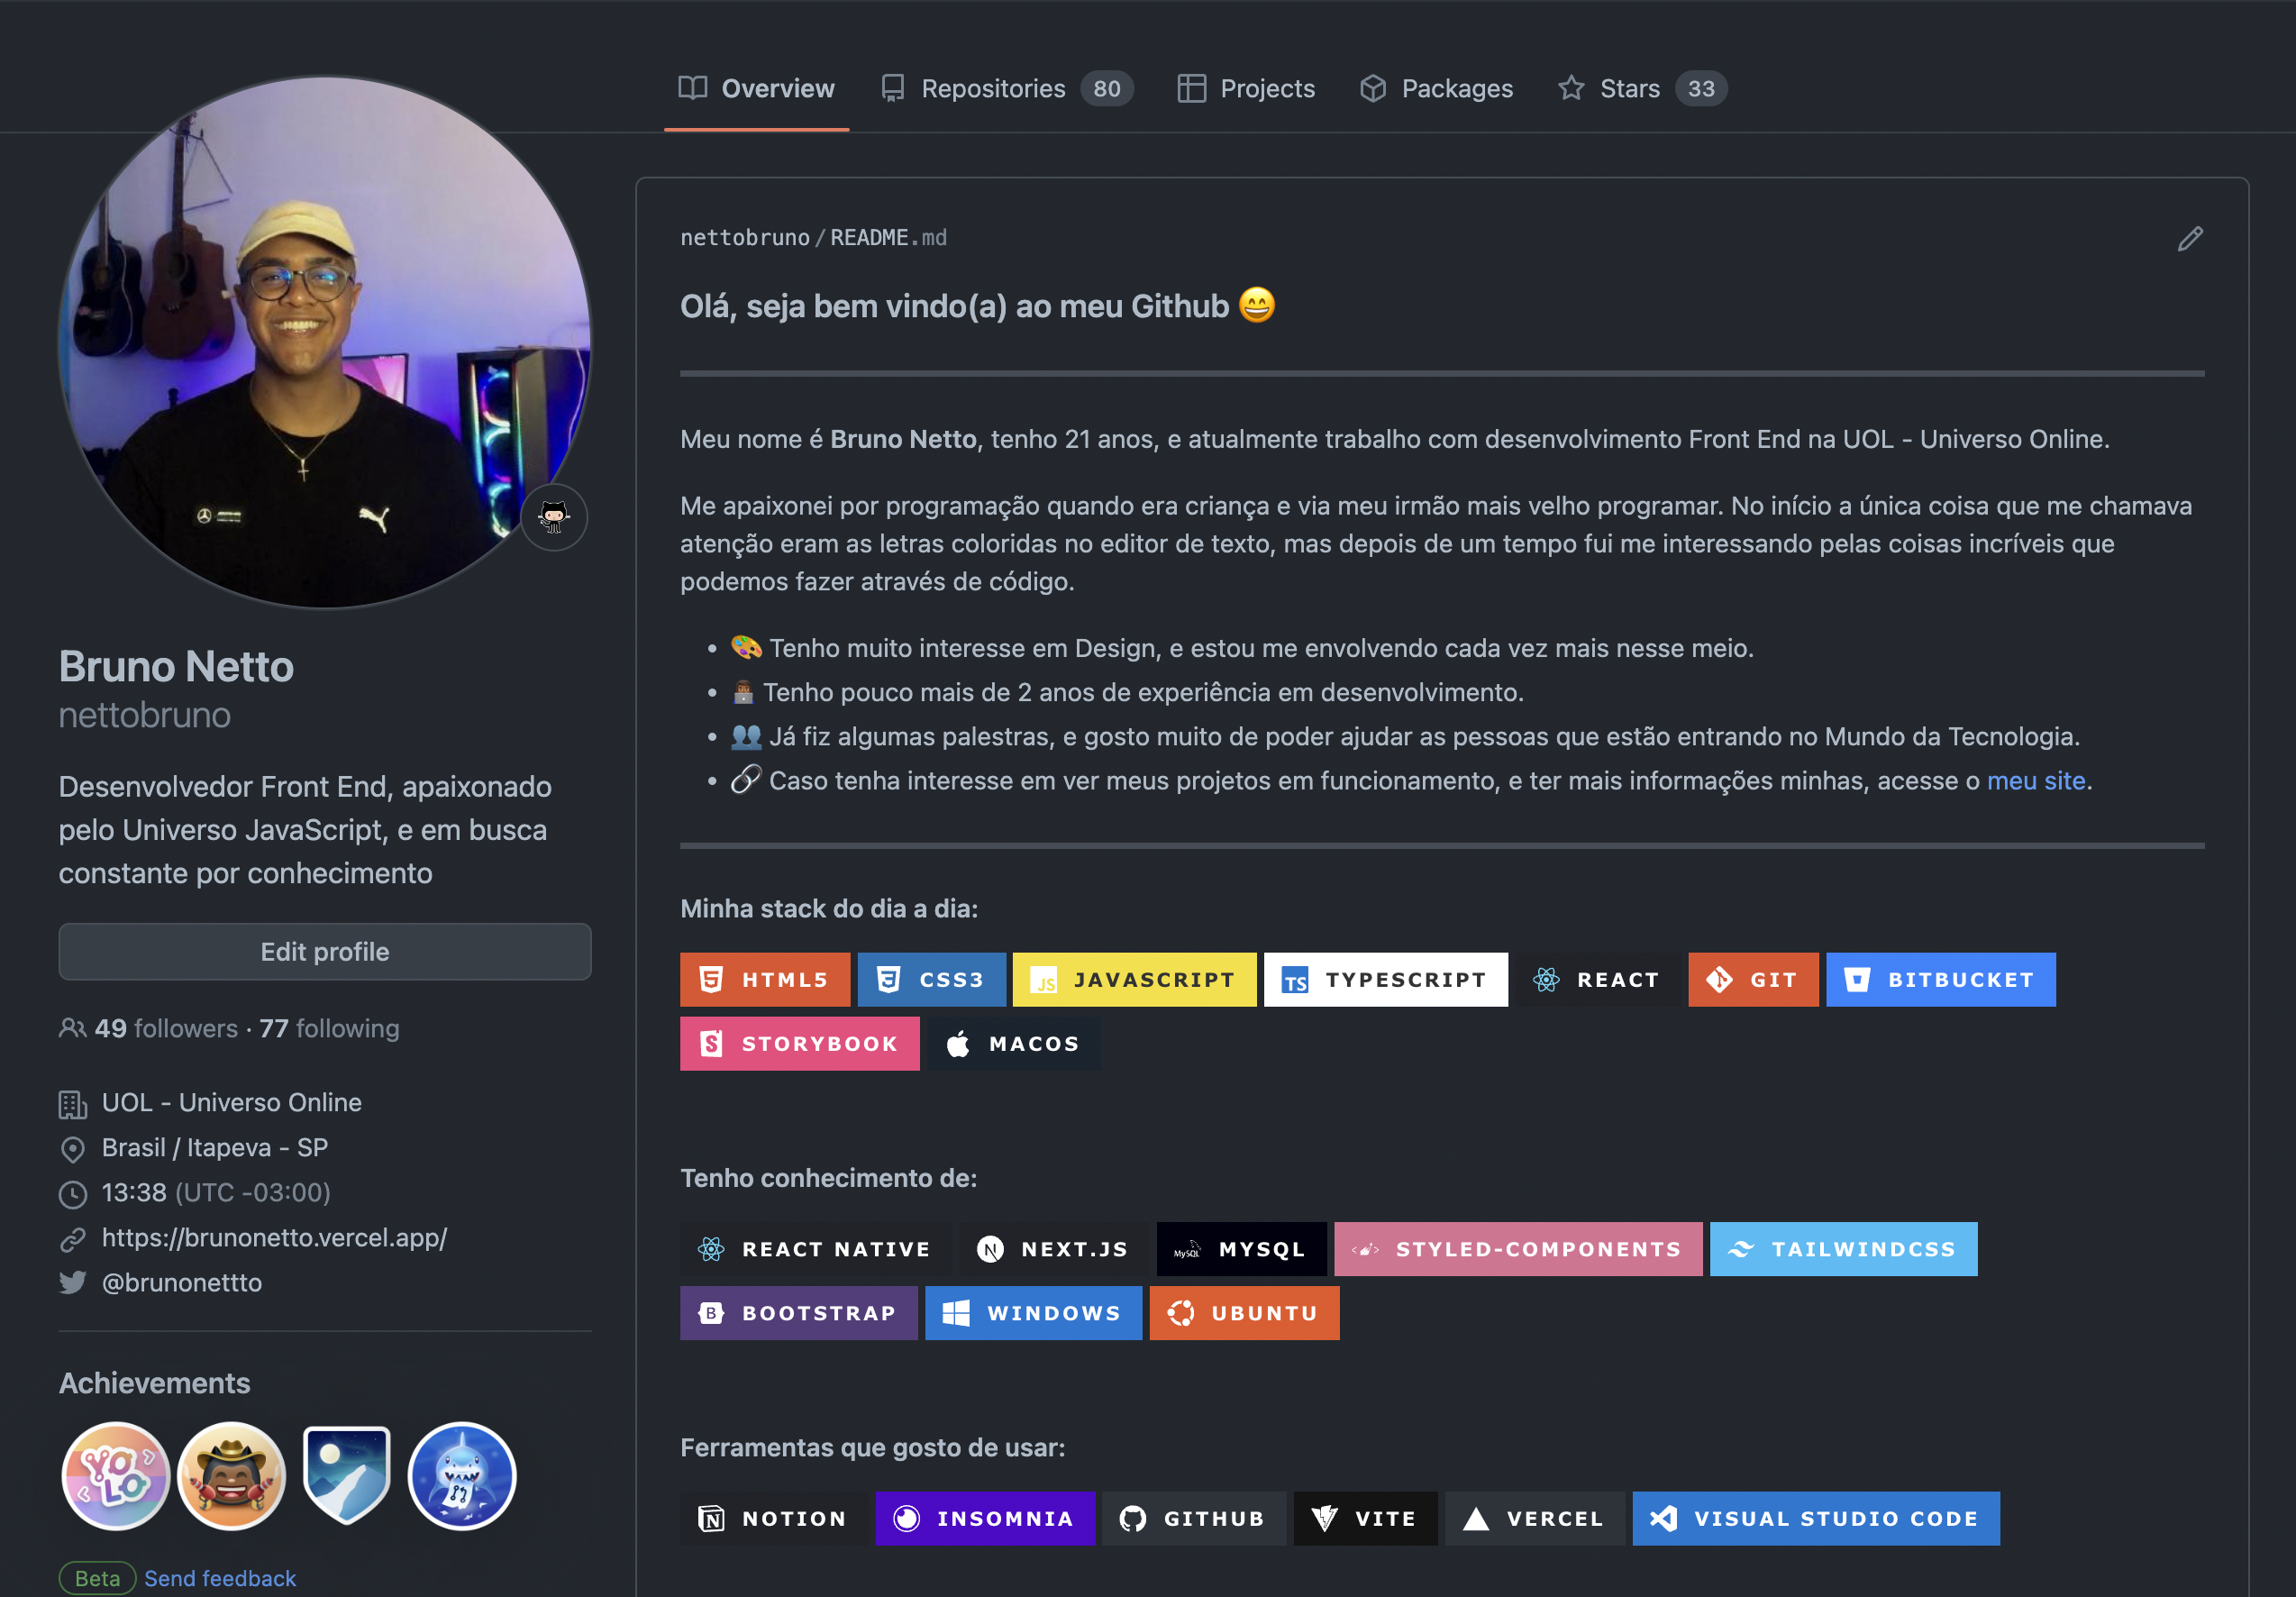 Overview
Repositories 80
Projects
Packages
Stars 33
Bruno Netto
nettobruno
Desenvolvedor Front End, apaixonado
pelo Universo JavaScript, e em busca
constante por conhecimento
Edit profile
49 followers · 77 following
UOL - Universo Online
Brasil / Itapeva - SP
13:38 (UTC -03:00)
https://brunonetto.vercel.app/
@brunonettto
Achievements
YOLO
Beta Send feedback
nettobruno/README.md
Olá, seja bem vindo(a) ao meu Github 😄
Meu nome é Bruno Netto, tenho 21 anos, e atualmente trabalho com desenvolvimento Front End na UOL - Universo Online.
Me apaixonei por programação quando era criança e via meu irmão mais velho programar. No início a única coisa que me chamava
atenção eram as letras coloridas no editor de texto, mas depois de um tempo fui me interessando pelas coisas incríveis que
podemos fazer através de código.
• 🎨 Tenho muito interesse em Design, e estou me envolvendo cada vez mais nesse meio.
• 👨🏾‍💻 Tenho pouco mais de 2 anos de experiência em desenvolvimento.
• 👥 Já fiz algumas palestras, e gosto muito de poder ajudar as pessoas que estão entrando no Mundo da Tecnologia.
• 🔗 Caso tenha interesse em ver meus projetos em funcionamento, e ter mais informações minhas, acesse o meu site.
Minha stack do dia a dia:
HTML5 CSS3 JS JAVASCRIPT TS TYPESCRIPT REACT GIT BITBUCKET
STORYBOOK MACOS
Tenho conhecimento de:
REACT NATIVE N NEXT.JS MySQL MYSQL STYLED-COMPONENTS TAILWINDCSS
B BOOTSTRAP WINDOWS UBUNTU
Ferramentas que gosto de usar:
N NOTION INSOMNIA GITHUB VITE VERCEL VISUAL STUDIO CODE